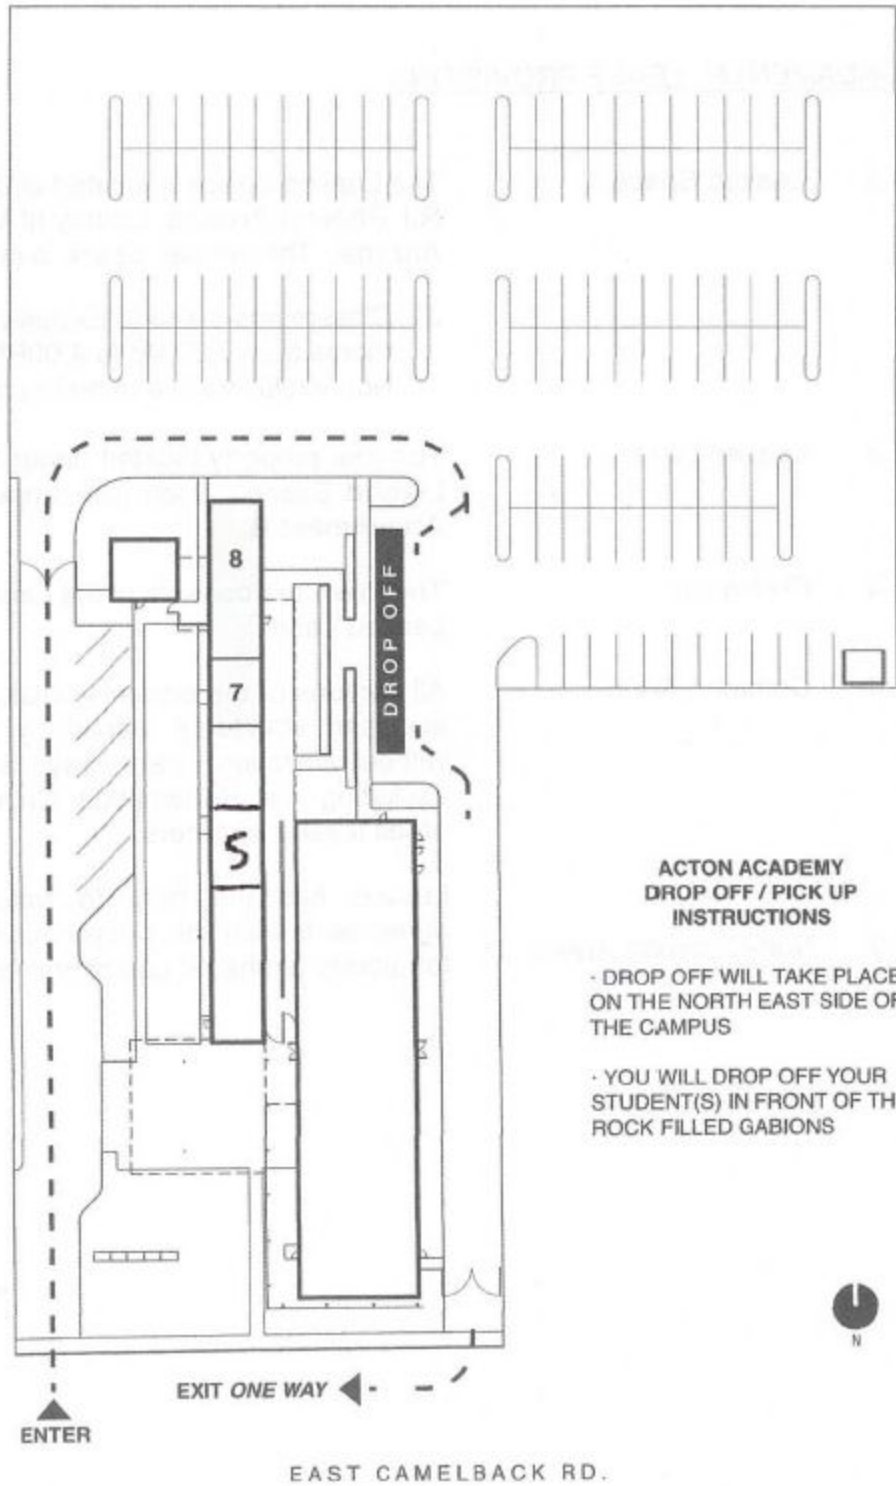 8
DROP OFF
7
5
ACTON ACADEMY
DROP OFF / PICK UP
INSTRUCTIONS
· DROP OFF WILL TAKE PLACE
ON THE NORTH EAST SIDE OF
THE CAMPUS
· YOU WILL DROP OFF YOUR
STUDENT(S) IN FRONT OF TH
ROCK FILLED GABIONS
N
EXIT ONE WAY
ENTER
EAST CAMELBACK RD.